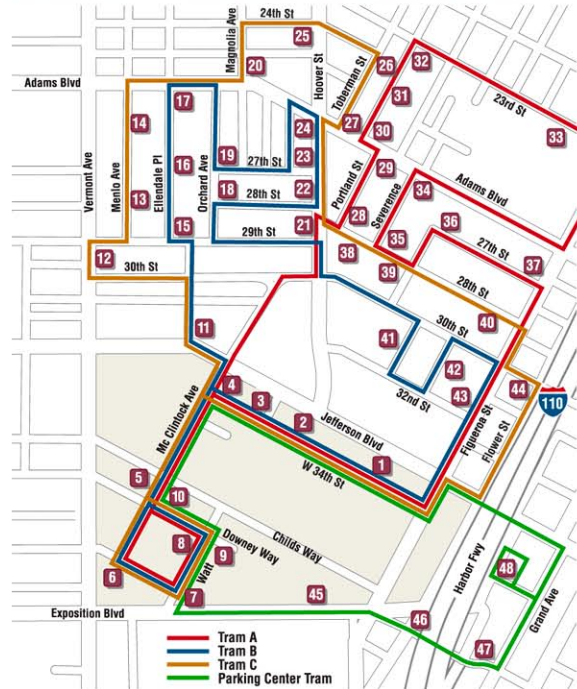 24th St
Magnolia Ave
25
Hoover St
Toberman St
20
26
32
Adams Blvd
31
23rd St
17
33
14
24
27
30
Vermont Ave
Menlo Ave
Ellendale Pl
16
Orchard Ave
19
27th St
23
29
Portland St
Severence
34
Adams Blvd
13
18
28th St
22
28
36
15
29th St
21
35
27th St
12
30th St
38
39
37
28th St
40
11
41
30th St
42
44
4
3
32nd St
43
110
2
Jefferson Blvd
Figueroa St
Flower St
Mc Clintock Ave
1
5
10
W 34th St
8
9
Downey Way
Childs Way
Harbor Fwy
48
6
Watt
7
45
Grand Ave
Exposition Blvd
46
47
Tram A
Tram B
Tram C
Parking Center Tram